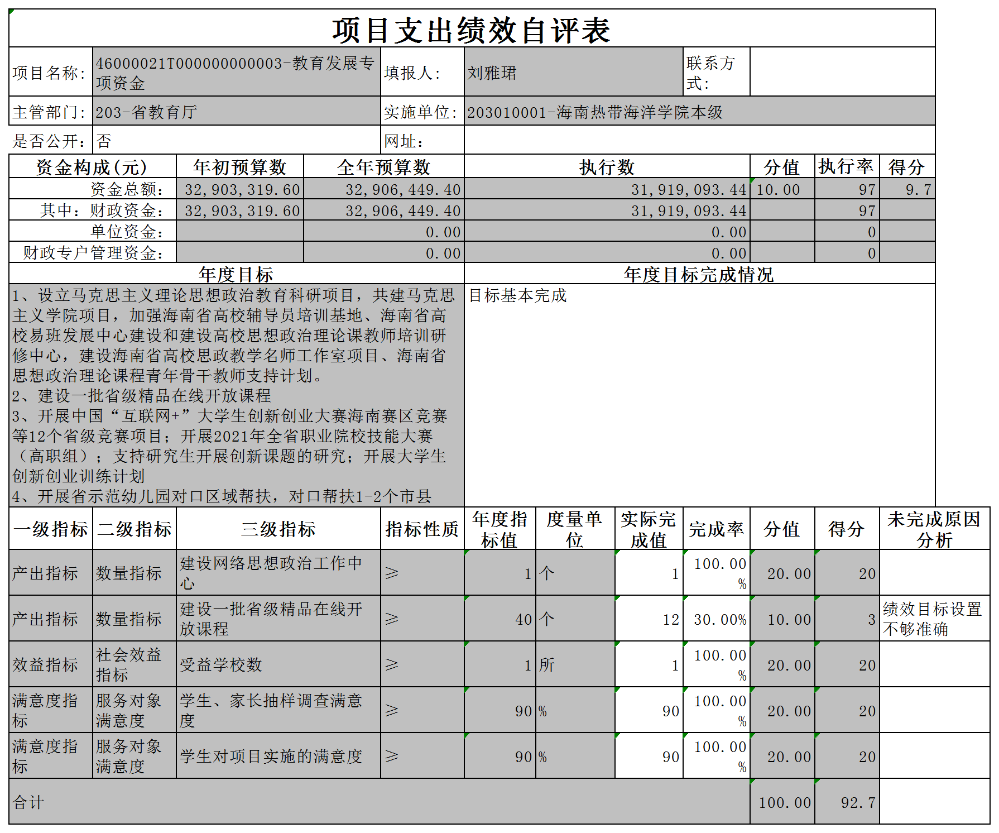 项目支出绩效自评表
项目名称: 46000021T000000000003-教育发展专项资金 填报人: 刘雅珺 联系方式:
主管部门: 203-省教育厅 实施单位: 203010001-海南热带海洋学院本级
是否公开: 否 网址:
资金构成(元) 年初预算数 全年预算数 执行数 分值 执行率 得分
资金总额: 32,903,319.60 32,906,449.40 31,919,093.44 10.00 97 9.7
其中: 财政资金: 32,903,319.60 32,906,449.40 31,919,093.44 97
单位资金: 0.00 0.00 0
财政专户管理资金: 0.00 0.00 0
年度目标 年度目标完成情况
1、设立马克思主义理论思想政治教育科研项目，共建马克思
主义学院项目，加强海南省高校辅导员培训基地、海南省高
校易班发展中心建设和建设高校思想政治理论课教师培训研
修中心，建设海南省高校思政教学名师工作室项目、海南省
思想政治理论课程青年骨干教师支持计划。
2、建设一批省级精品在线开放课程
3、开展中国“互联网+”大学生创新创业大赛海南赛区竞赛
等12个省级竞赛项目；开展2021年全省职业院校技能大赛
（高职组）；支持研究生开展创新课题的研究；开展大学生
创新创业训练计划
4、开展省示范幼儿园对口区域帮扶，对口帮扶1-2个市县
目标基本完成
一级指标 二级指标 三级指标 指标性质 年度指标值 度量单位 实际完成值 完成率 分值 得分 未完成原因分析
产出指标 数量指标 建设网络思想政治工作中心 ≥ 1 个 1 100.00% 20.00 20
产出指标 数量指标 建设一批省级精品在线开放课程 ≥ 40 个 12 30.00% 10.00 3 绩效目标设置不够准确
效益指标 社会效益指标 受益学校数 ≥ 1 所 1 100.00% 20.00 20
满意度指标 服务对象满意度 学生、家长抽样调查满意度 ≥ 90 % 90 100.00% 20.00 20
满意度指标 服务对象满意度 学生对项目实施的满意度 ≥ 90 % 90 100.00% 20.00 20
合计 100.00 92.7